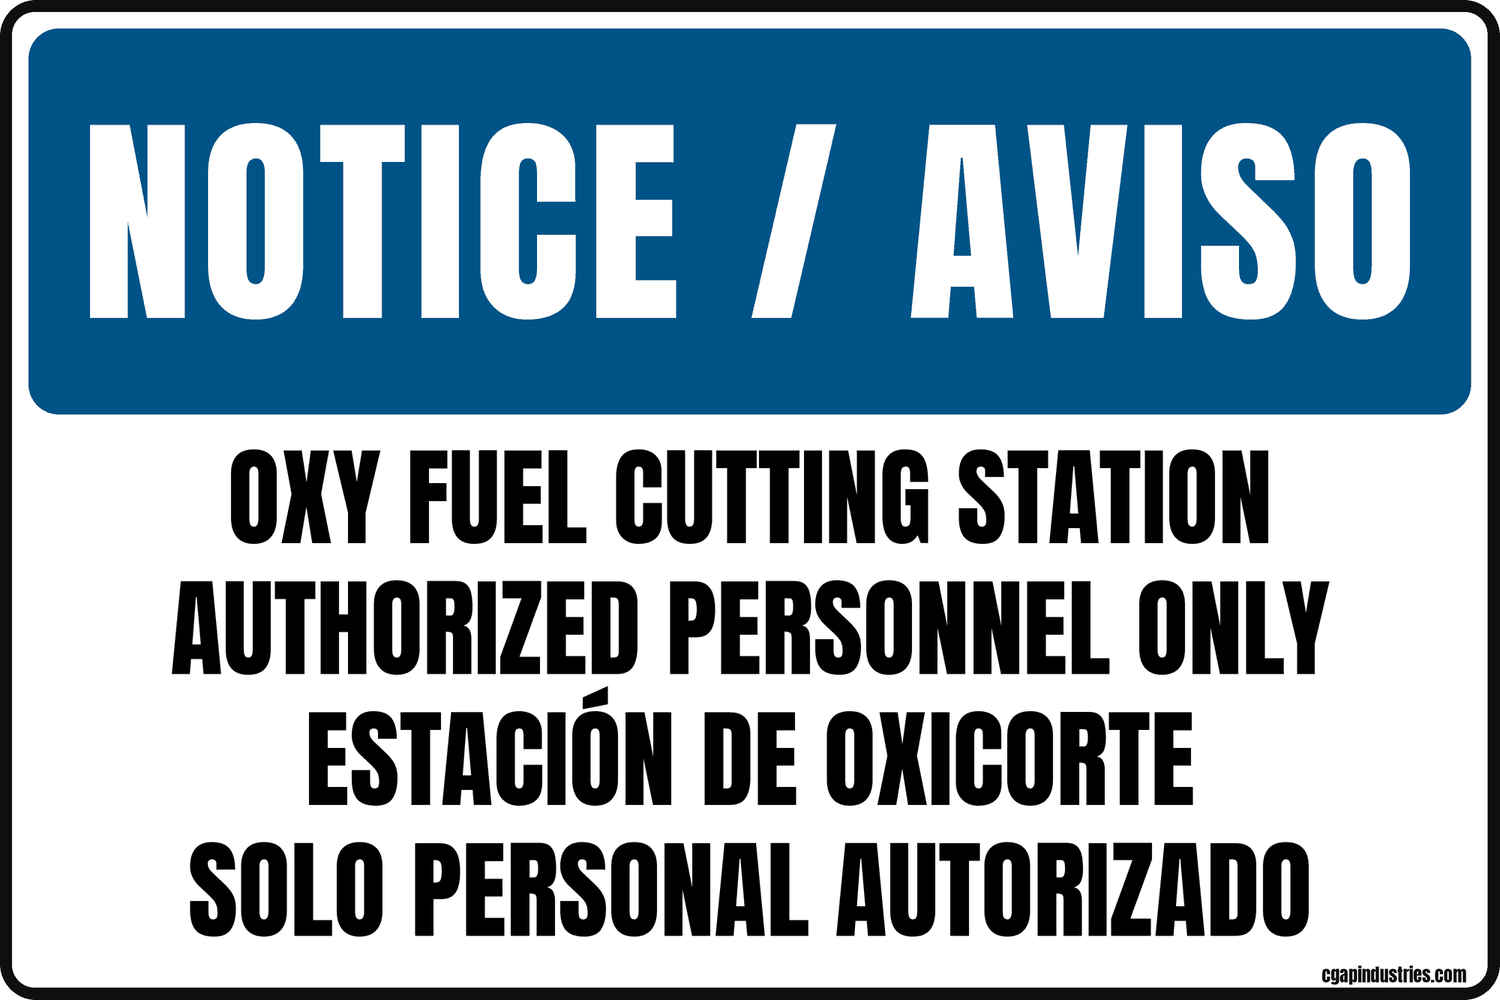 NOTICE / AVISO
OXY FUEL CUTTING STATION
AUTHORIZED PERSONNEL ONLY
ESTACIÓN DE OXICORTE
SOLO PERSONAL AUTORIZADO
cgapindustries.com